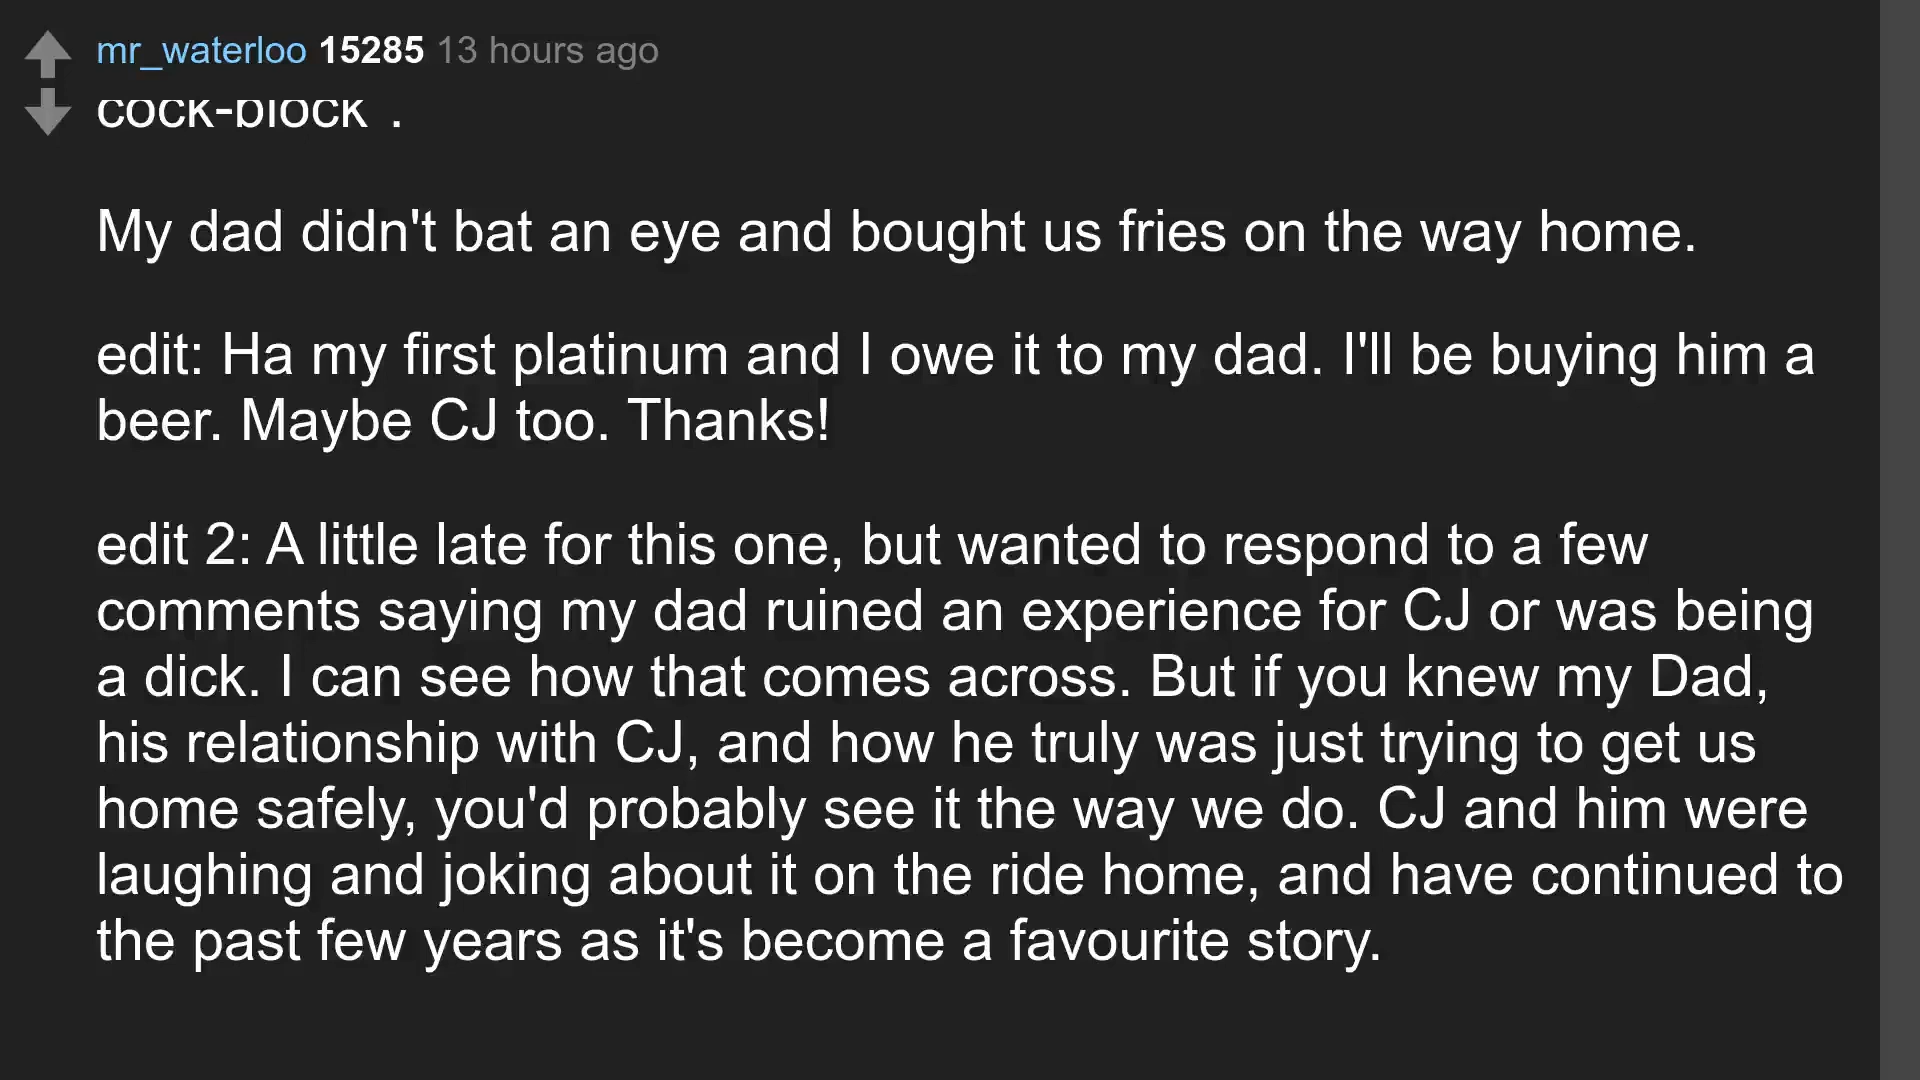 mr_waterloo 15285 13 hours ago
cock-block .
My dad didn't bat an eye and bought us fries on the way home.
edit: Ha my first platinum and I owe it to my dad. I'll be buying him a
beer. Maybe CJ too. Thanks!
edit 2: A little late for this one, but wanted to respond to a few
comments saying my dad ruined an experience for CJ or was being
a dick. I can see how that comes across. But if you knew my Dad,
his relationship with CJ, and how he truly was just trying to get us
home safely, you'd probably see it the way we do. CJ and him were
laughing and joking about it on the ride home, and have continued to
the past few years as it's become a favourite story.